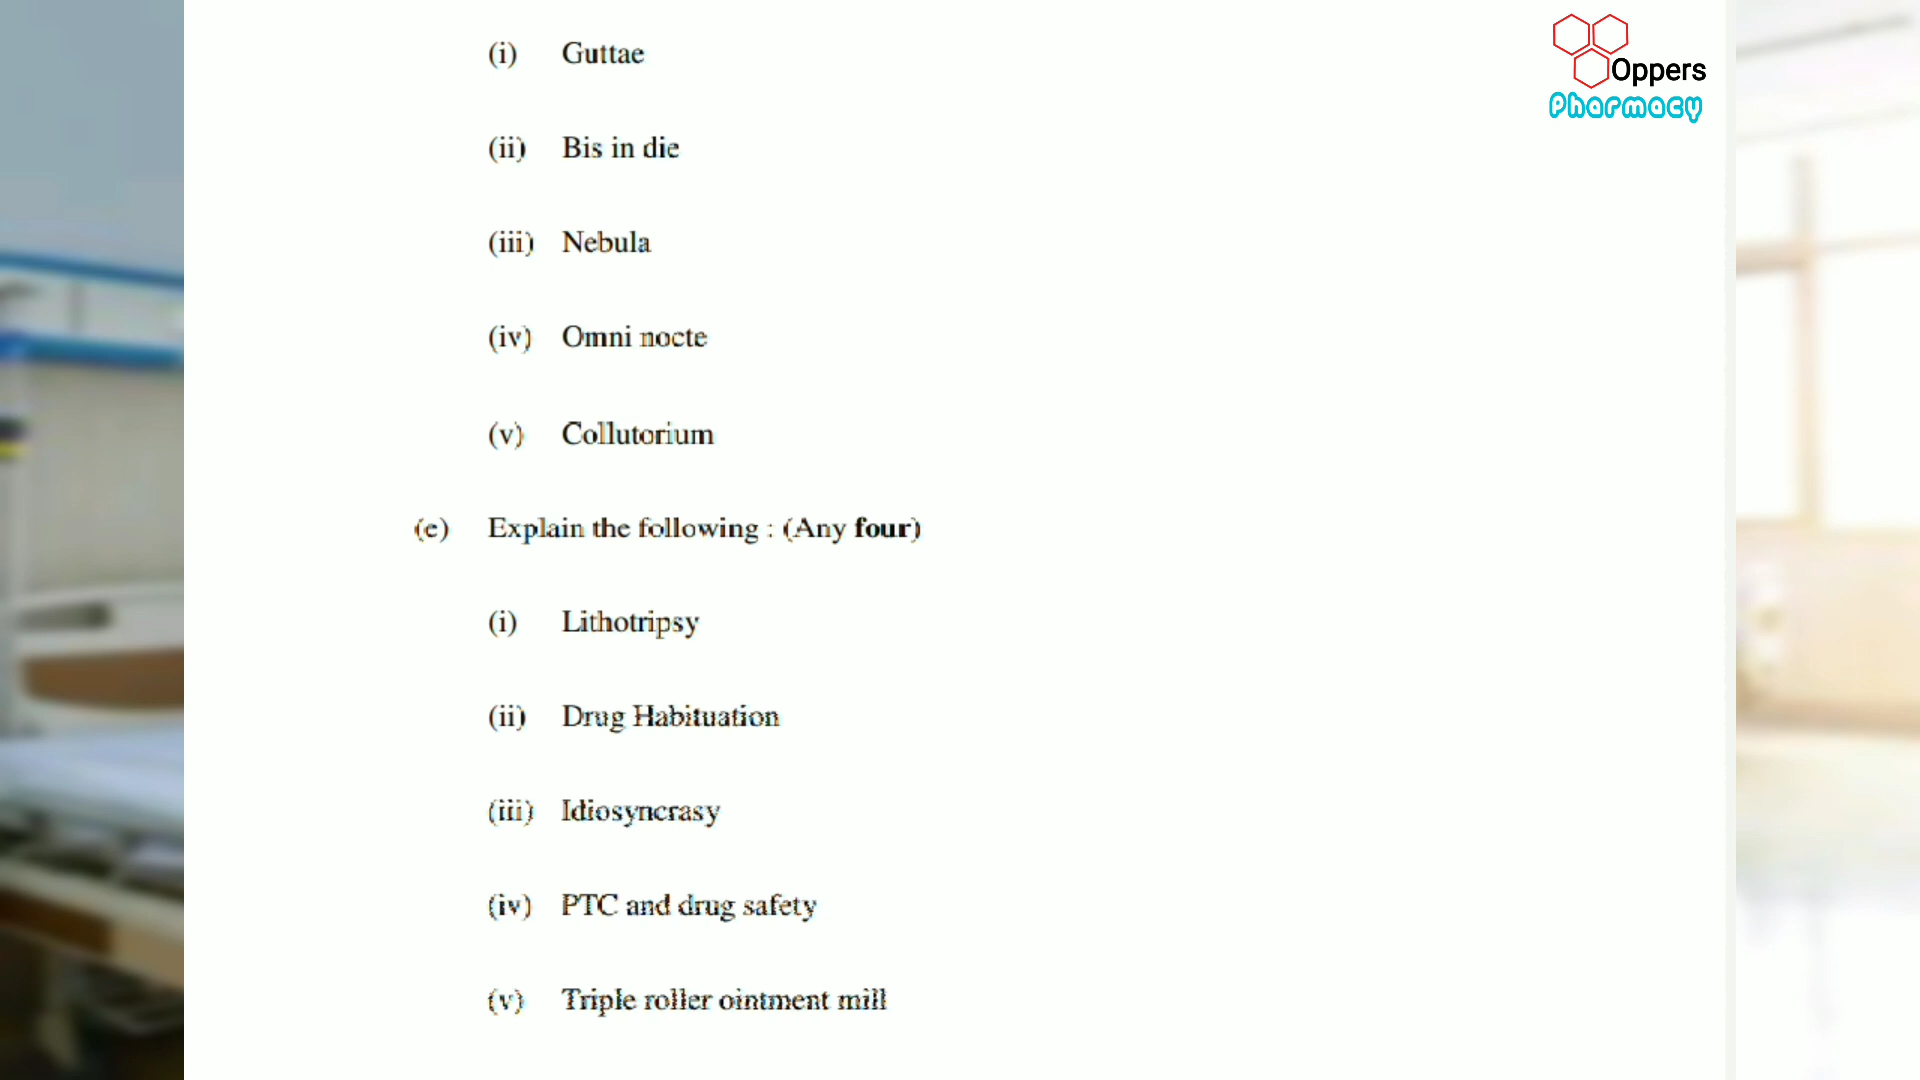 Oppers
Pharmacy
(i) Guttae
(ii) Bis in die
(iii) Nebula
(iv) Omni nocte
(v) Collutorium
(e) Explain the following : (Any four)
(i) Lithotripsy
(ii) Drug Habituation
(iii) Idiosyncrasy
(iv) PTC and drug safety
(v) Triple roller ointment mill